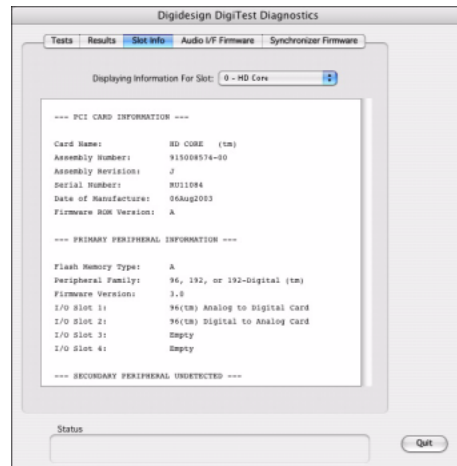 Digidesign DigiTest Diagnostics
Tests Results Slot Info Audio I/F Firmware Synchronizer Firmware
Displaying Information For Slot: 0 - HD Core
--- PCI CARD INFORMATION ---
Card Name: HD CORE (tm)
Assembly Number: 915008574-00
Assembly Revision: J
Serial Number: RU11084
Date of Manufacture: 06Aug2003
Firmware ROM Version: A
--- PRIMARY PERIPHERAL INFORMATION ---
Flash Memory Type: A
Peripheral Family: 96, 192, or 192-Digital (tm)
Firmware Version: 3.0
I/O Slot 1: 96(tm) Analog to Digital Card
I/O Slot 2: 96(tm) Digital to Analog Card
I/O Slot 3: Empty
I/O Slot 4: Empty
--- SECONDARY PERIPHERAL UNDETECTED ---
Status
Quit